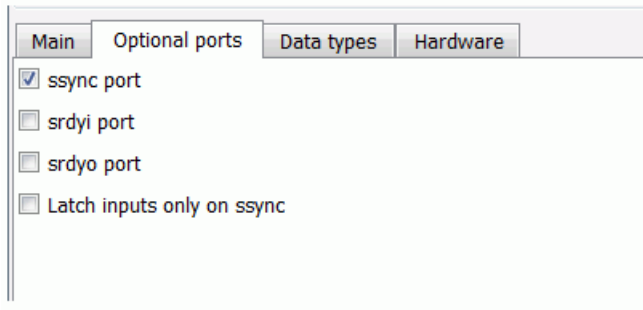 Main Optional ports Data types Hardware
ssync port
srdyi port
srdyo port
Latch inputs only on ssync